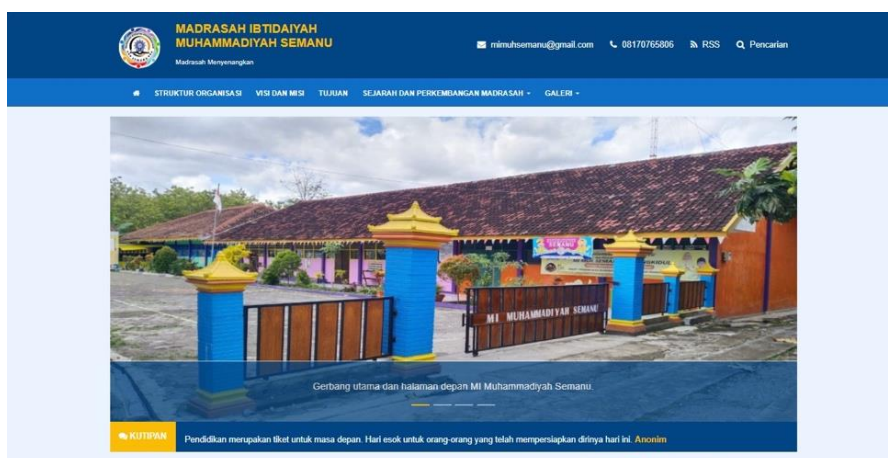 MADRASAH IBTIDAIYAH
MUHAMMADIYAH SEMANU
Madrasah Menyenangkan
mimuhsemanu@gmail.com 08170765806 RSS Pencarian
STRUKTUR ORGANISASI VISI DAN MISI TUJUAN SEJARAH DAN PERKEMBANGAN MADRASAH GALERI
SEMANU
MI MUHAMMADIYAH SEMANU
Gerbang utama dan halaman depan MI Muhammadiyah Semanu.
KUTIPAN Pendidikan merupakan tiket untuk masa depan. Hari esok untuk orang-orang yang telah mempersiapkan dirinya hari ini. Anonim